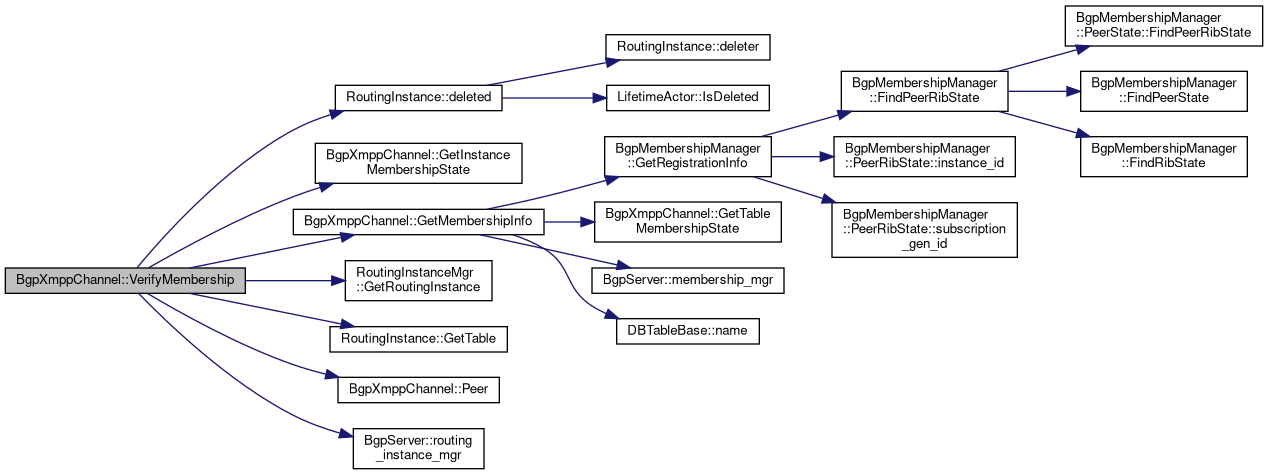 BgpXmppChannel::VerifyMembership
RoutingInstance::deleted
RoutingInstance::deleter
LifetimeActor::IsDeleted
BgpXmppChannel::GetInstance
MembershipState
BgpXmppChannel::GetMembershipInfo
BgpMembershipManager
::GetRegistrationInfo
BgpMembershipManager
::FindPeerRibState
BgpMembershipManager
::PeerState::FindPeerRibState
BgpMembershipManager
::FindPeerState
BgpMembershipManager
::FindRibState
BgpMembershipManager
::PeerRibState::instance_id
BgpMembershipManager
::PeerRibState::subscription
_gen_id
BgpXmppChannel::GetTable
MembershipState
BgpServer::membership_mgr
DBTableBase::name
RoutingInstanceMgr
::GetRoutingInstance
RoutingInstance::GetTable
BgpXmppChannel::Peer
BgpServer::routing
_instance_mgr